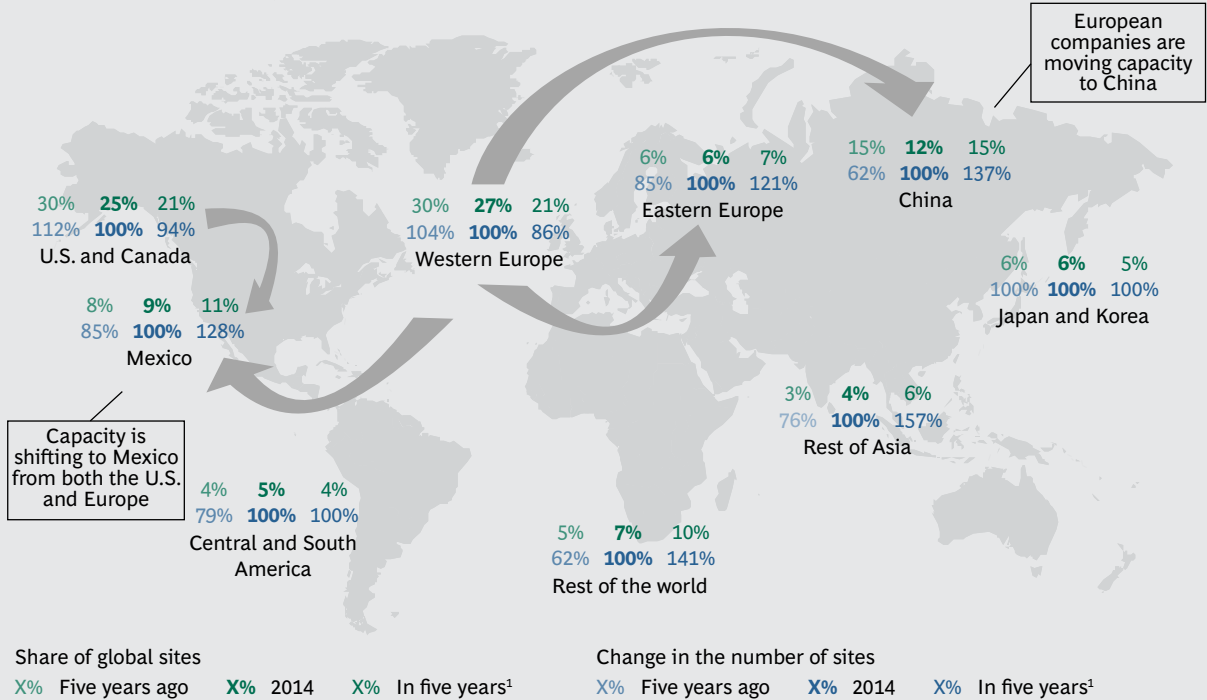 European
companies are
moving capacity
to China
15% 12% 15%
62% 100% 137%
China
6% 6% 7%
85% 100% 121%
Eastern Europe
30% 25% 21%
112% 100% 94%
U.S. and Canada
30% 27% 21%
104% 100% 86%
Western Europe
6% 6% 5%
100% 100% 100%
Japan and Korea
8% 9% 11%
85% 100% 128%
Mexico
3% 4% 6%
76% 100% 157%
Rest of Asia
Capacity is
shifting to Mexico
from both the U.S.
and Europe
4% 5% 4%
79% 100% 100%
Central and South
America
5% 7% 10%
62% 100% 141%
Rest of the world
Share of global sites
X% Five years ago X% 2014 X% In five years¹
Change in the number of sites
X% Five years ago X% 2014 X% In five years¹